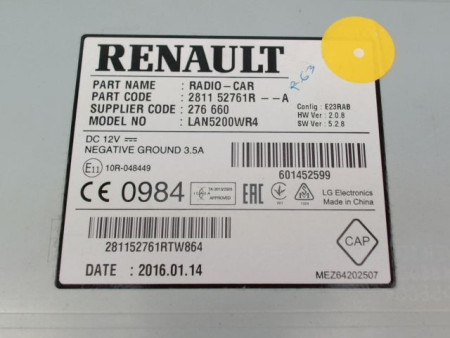 RENAULT
PART NAME : RADIO-CAR
PART CODE : 2811 52761R --A
SUPPLIER CODE : 276 660
MODEL NO : LAN5200WR4
R63
Config : E23RAB
HW Ver : 2.0.8
SW Ver : 5.2.8
DC 12V
NEGATIVE GROUND 3.5A
E11 10R-048449
601452599
CE 0984
EAC
LG Electronics
Made in China
281152761RTW864
DATE : 2016.01.14
CAP
MEZ64202507